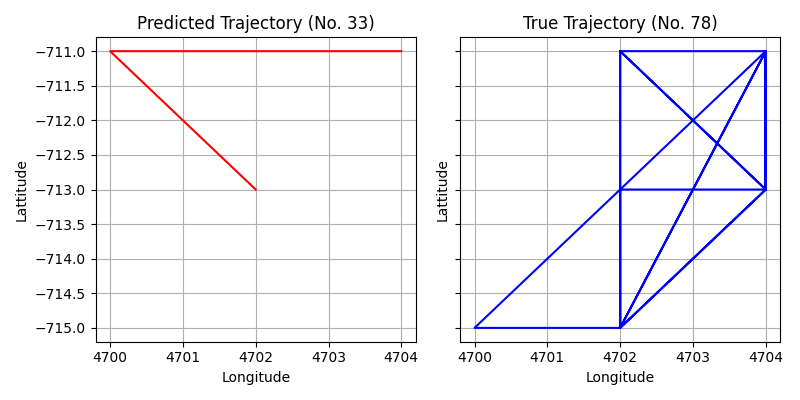 Predicted Trajectory (No. 33)
True Trajectory (No. 78)
−711.0
−711.5
−712.0
−712.5
−713.0
−713.5
−714.0
−714.5
−715.0
Lattitude
Lattitude
4700 4701 4702 4703 4704
4700 4701 4702 4703 4704
Longitude
Longitude